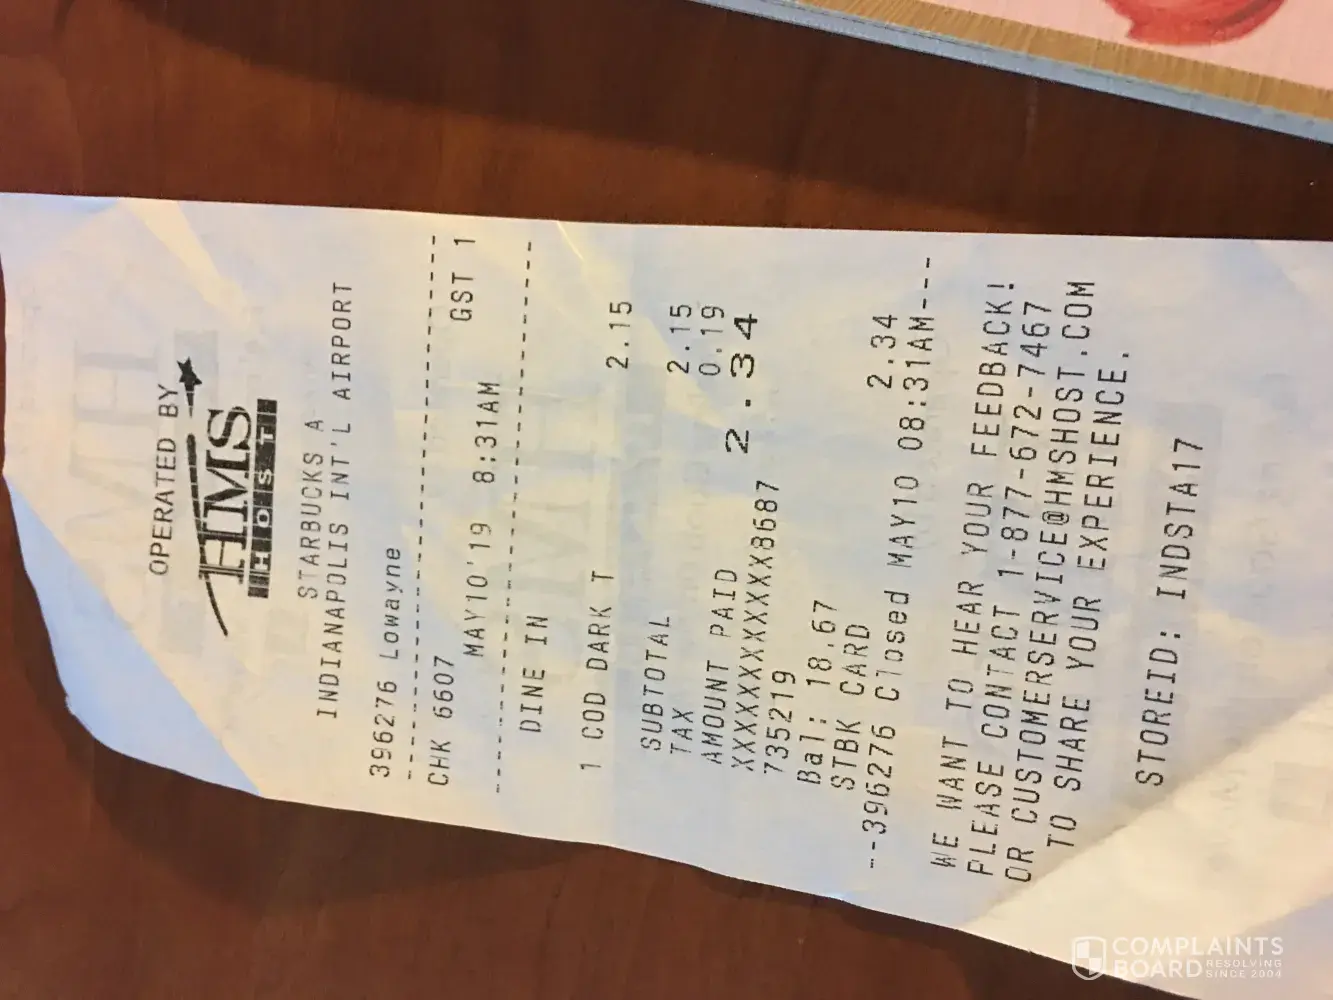 OPERATED BY
HMS
HOST
STARBUCKS A
INDIANAPOLIS INT'L AIRPORT
396276 Lowayne
--------------------------------
CHK 6607 GST 1
MAY10'19 8:31AM
--------------------------------
DINE IN
1 COD DARK T 2.15
SUBTOTAL 2.15
TAX 0.19
AMOUNT PAID 2.34
XXXXXXXXXXXX8687
735219
Bal: 18.67
STBK CARD 2.34
--396276 Closed MAY10 08:31AM---
WE WANT TO HEAR YOUR FEEDBACK!
PLEASE CONTACT 1-877-672-7467
OR CUSTOMERSERVICE@HMSHOST.COM
TO SHARE YOUR EXPERIENCE.
STOREID: INDSTA17
COMPLAINTS
BOARD RESOLVING
SINCE 2004